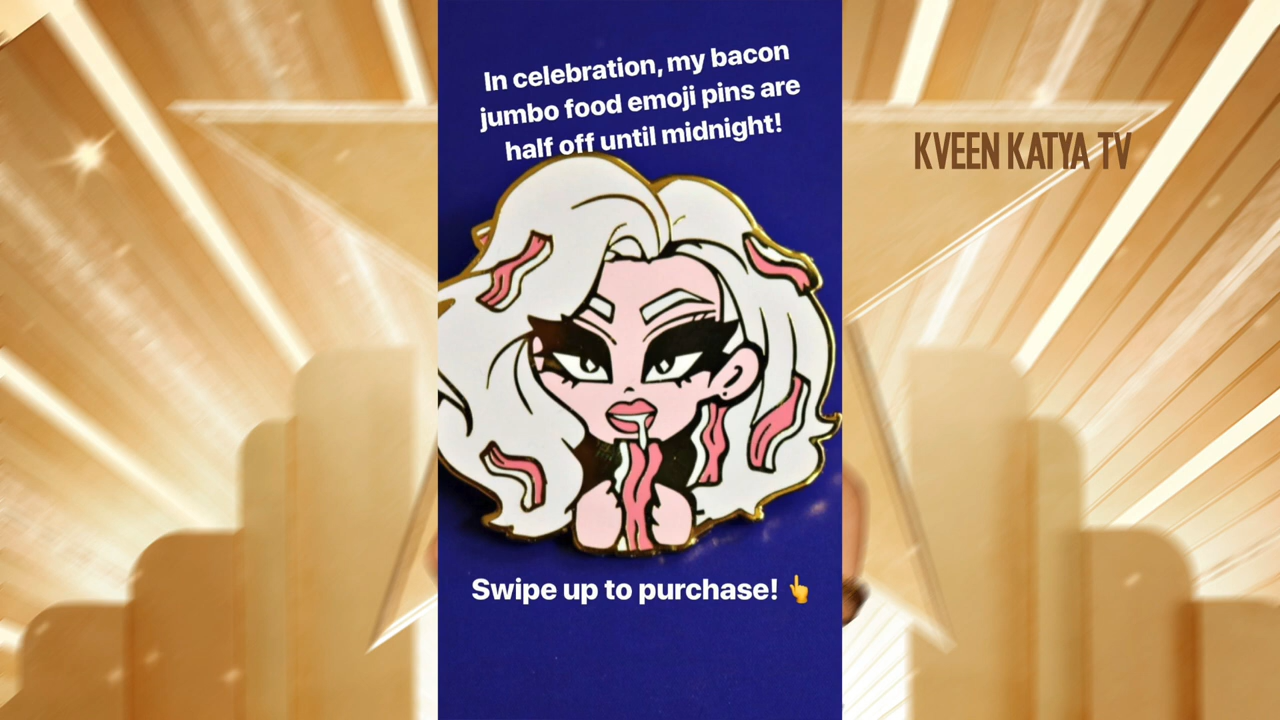 In celebration, my bacon
jumbo food emoji pins are
half off until midnight!
KVEEN KATYA TV
Swipe up to purchase! 👆